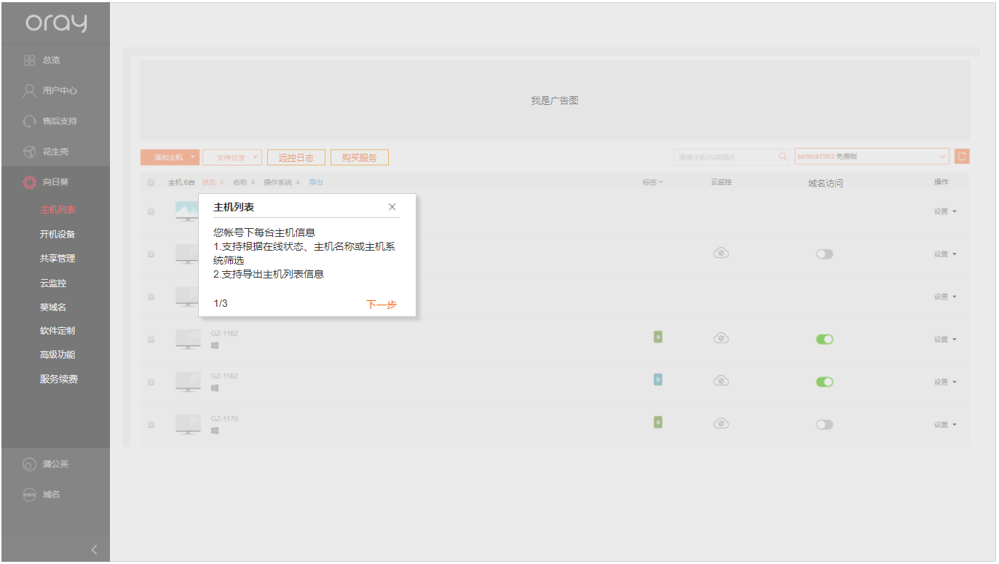 oray
总览
用户中心
售后支持
花生壳
向日葵
主机列表
开机设备
共享管理
云监控
葵域名
软件定制
高级功能
服务续费
蒲公英
www
域名
我是广告图
添加主机 文件分发 远控日志 购买服务 搜索主机名或描述 sentea1993 免费版
主机:6台 状态 名称 操作系统 导出 标签 云监控 域名访问 操作
主机列表
您帐号下每台主机信息
1.支持根据在线状态、主机名称或主机系
统筛选
2.支持导出主机列表信息
1/3 下一步
设置
设置
设置
GZ-1162 a 设置
GZ-1162 b 设置
GZ-1170 a 设置